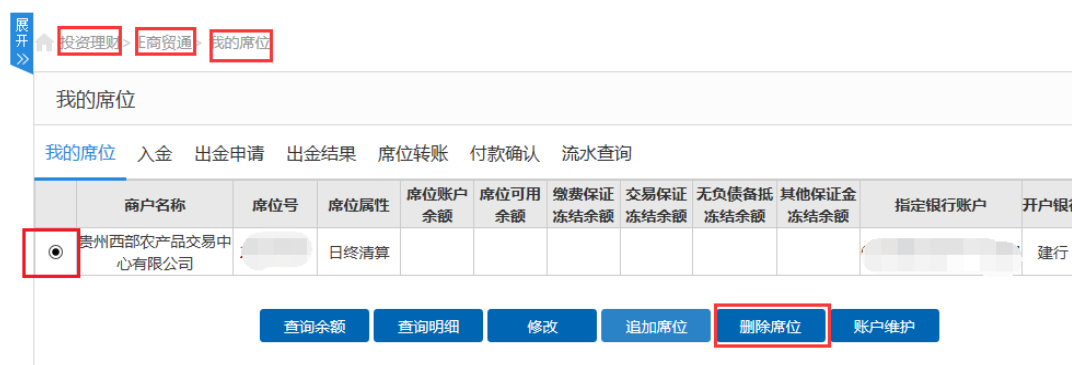 展开
投资理财> E商贸通> 我的席位
我的席位
我的席位 入金 出金申请 出金结果 席位转账 付款确认 流水查询
商户名称 席位号 席位属性 席位账户余额 席位可用余额 缴费保证冻结余额 交易保证冻结余额 无负债备抵冻结余额 其他保证金冻结余额 指定银行账户 开户银
贵州西部农产品交易中心有限公司 日终清算 建行
查询余额 查询明细 修改 追加席位 删除席位 账户维护